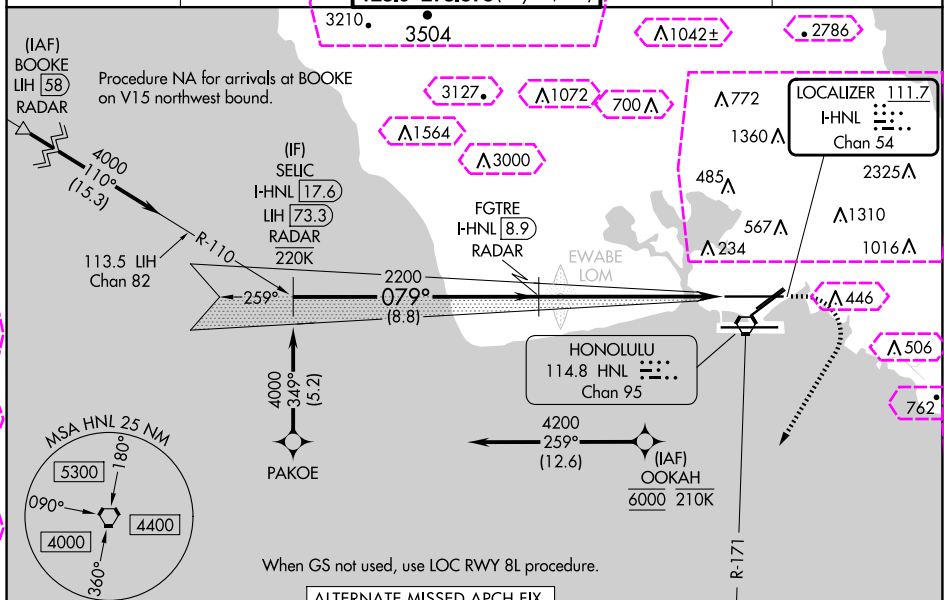 3210
3504
1042±
2786
(IAF)
BOOKE
LIH 58
RADAR
Procedure NA for arrivals at BOOKE
on V15 northwest bound.
3127
1072
700
1564
3000
772
1360
485
567
234
2325
1310
1016
LOCALIZER 111.7
I-HNL
Chan 54
4000
110°
(15.3)
R-110
113.5 LIH
Chan 82
(IF)
SELIC
I-HNL 17.6
LIH 73.3
RADAR
220K
FGTRE
I-HNL 8.9
RADAR
EWABE
LOM
2200
259°
079°
(8.8)
446
506
762
HONOLULU
114.8 HNL
Chan 95
4000
349°
(5.2)
PAKOE
4200
259°
(12.6)
(IAF)
OOKAH
6000 210K
R-171
MSA HNL 25 NM
180°
5300
090°
4400
4000
360°
When GS not used, use LOC RWY 8L procedure.
ALTERNATE MISSED APCH FIX